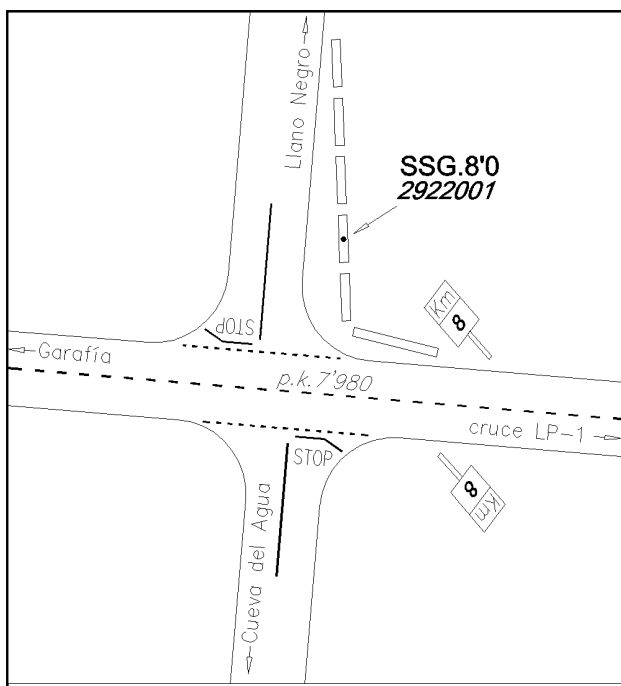 Llano Negro
SSG.8'0
2922001
Km
8
STOP
Garafía
p.k. 7'980
cruce LP-1
STOP
8
Km
Cueva del Agua